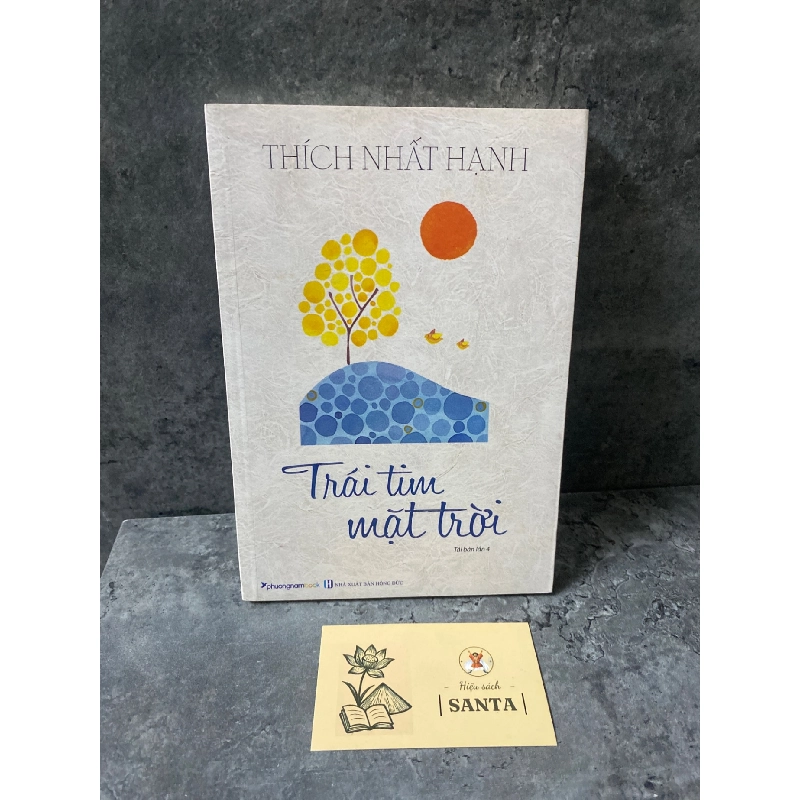 THÍCH NHẤT HẠNH
Trái tim
mặt trời
Tái bản lần 4
phuongnambook NHÀ XUẤT BẢN HỒNG ĐỨC
Hiệu sách
SANTA